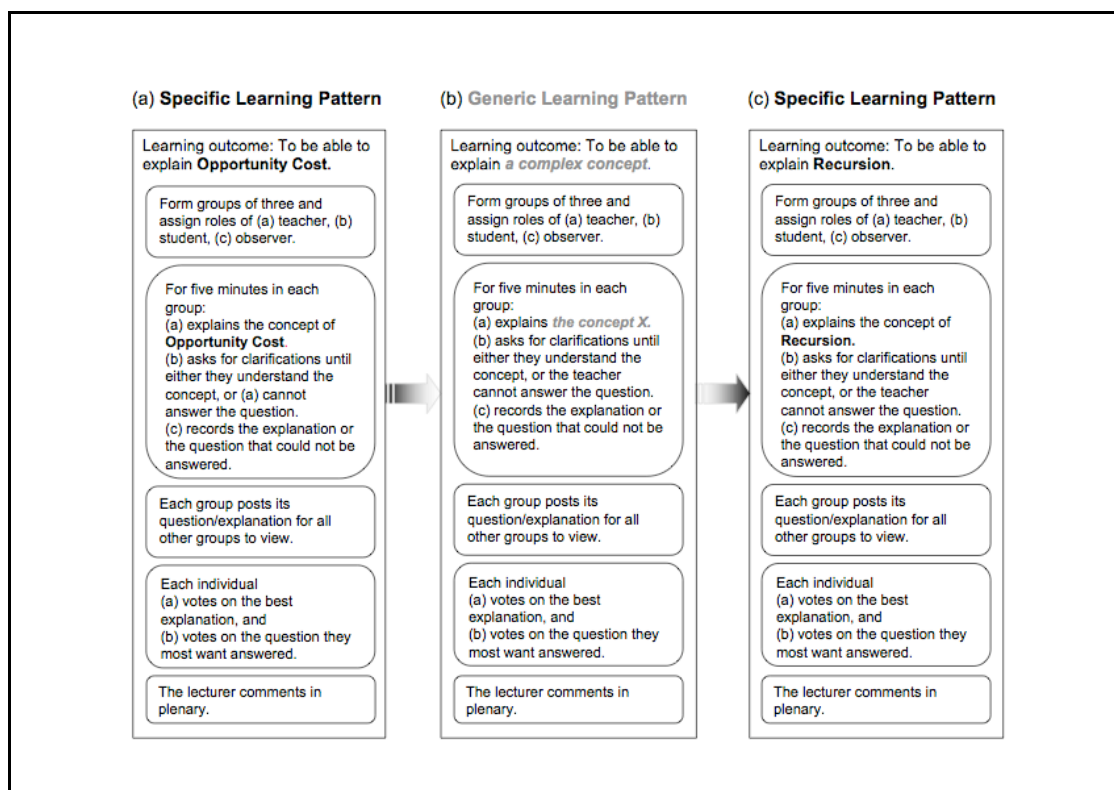 (a) Specific Learning Pattern
Learning outcome: To be able to
explain Opportunity Cost.
Form groups of three and
assign roles of (a) teacher, (b)
student, (c) observer.
For five minutes in each
group:
(a) explains the concept of
Opportunity Cost.
(b) asks for clarifications until
either they understand the
concept, or (a) cannot
answer the question.
(c) records the explanation or
the question that could not be
answered.
Each group posts its
question/explanation for all
other groups to view.
Each individual
(a) votes on the best
explanation, and
(b) votes on the question they
most want answered.
The lecturer comments in
plenary.
(b) Generic Learning Pattern
Learning outcome: To be able to
explain a complex concept.
Form groups of three and
assign roles of (a) teacher, (b)
student, (c) observer.
For five minutes in each
group:
(a) explains the concept X.
(b) asks for clarifications until
either they understand the
concept, or the teacher
cannot answer the question.
(c) records the explanation or
the question that could not be
answered.
Each group posts its
question/explanation for all
other groups to view.
Each individual
(a) votes on the best
explanation, and
(b) votes on the question they
most want answered.
The lecturer comments in
plenary.
(c) Specific Learning Pattern
Learning outcome: To be able to
explain Recursion.
Form groups of three and
assign roles of (a) teacher, (b)
student, (c) observer.
For five minutes in each
group:
(a) explains the concept of
Recursion.
(b) asks for clarifications until
either they understand the
concept, or the teacher
cannot answer the question.
(c) records the explanation or
the question that could not be
answered.
Each group posts its
question/explanation for all
other groups to view.
Each individual
(a) votes on the best
explanation, and
(b) votes on the question they
most want answered.
The lecturer comments in
plenary.